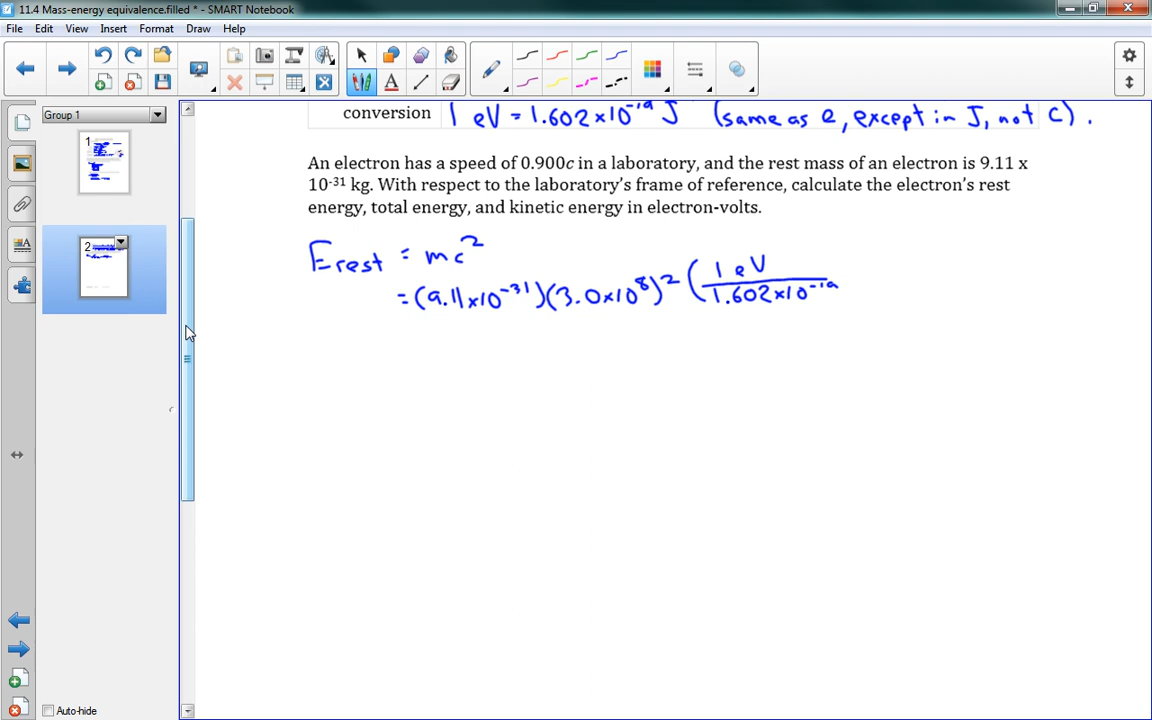 11.4 Mass-energy equivalence.filled * - SMART Notebook
File Edit View Insert Format Draw Help
Group 1
1
2
conversion 1 eV = 1.602×10⁻¹⁹ J (same as e, except in J, not C).
An electron has a speed of 0.900c in a laboratory, and the rest mass of an electron is 9.11 x
10⁻³¹ kg. With respect to the laboratory's frame of reference, calculate the electron's rest
energy, total energy, and kinetic energy in electron-volts.
E rest = mc²
= (9.11×10⁻³¹)(3.0×10⁸)² (1 eV
1.602×10⁻¹⁹
Auto-hide